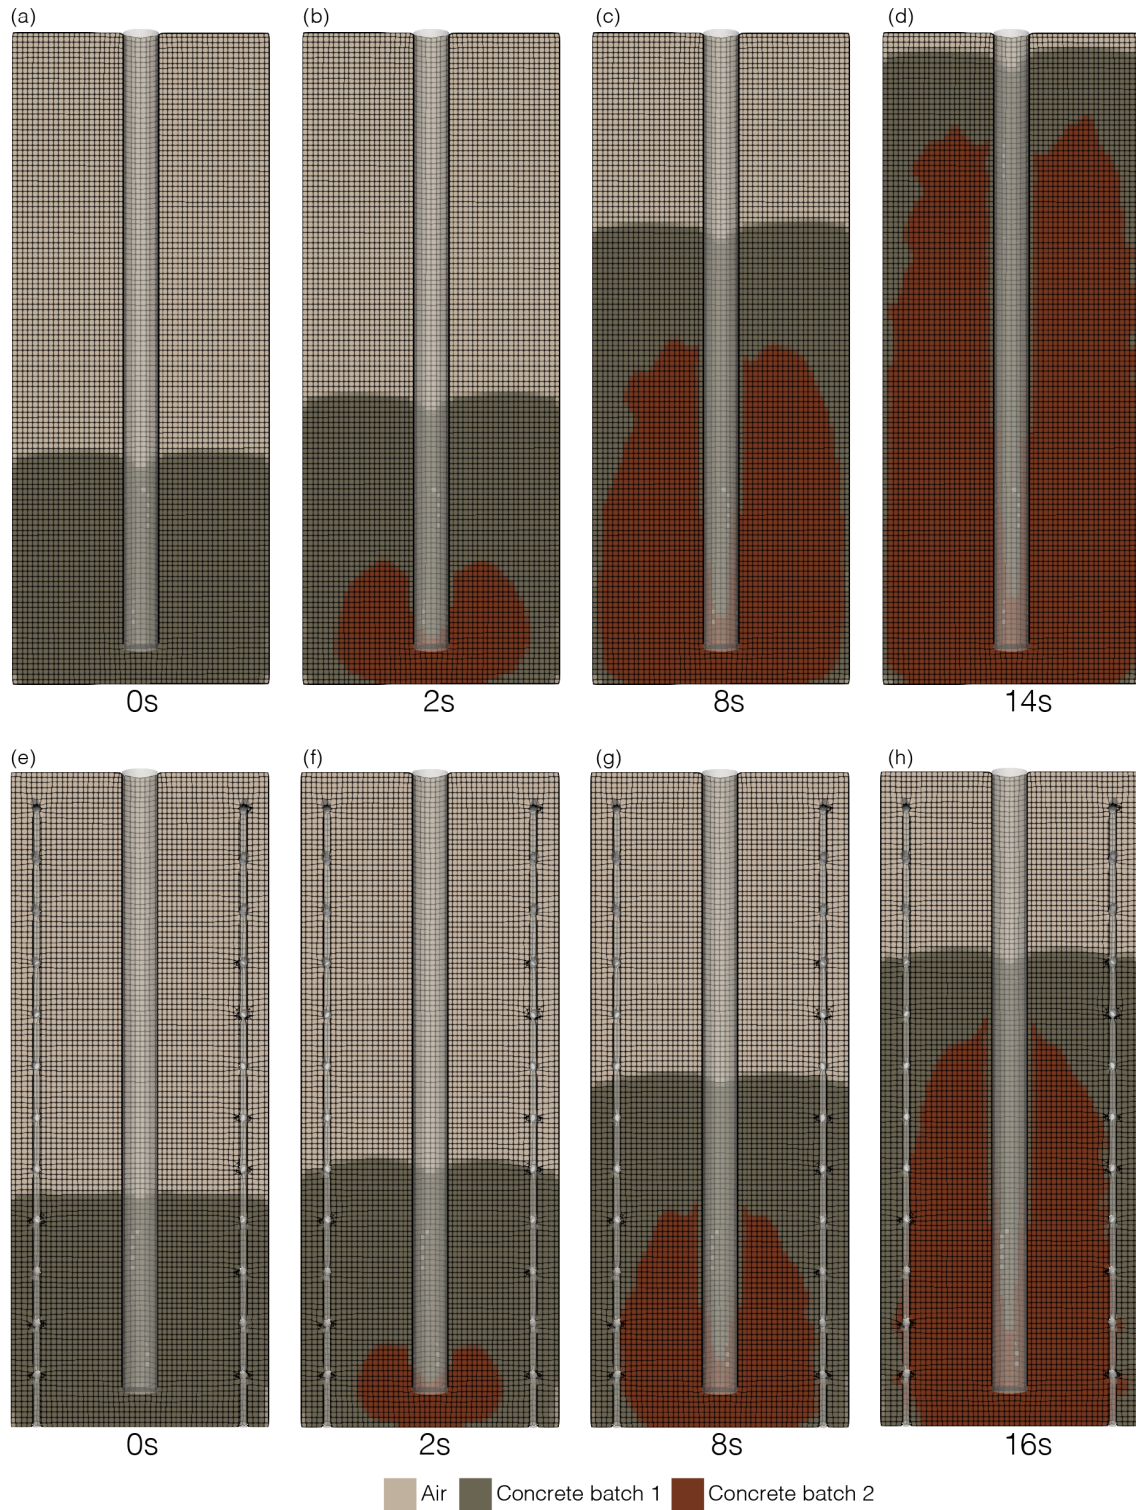 (a) (b) (c) (d)
0s 2s 8s 14s
(e) (f) (g) (h)
0s 2s 8s 16s
Air Concrete batch 1 Concrete batch 2